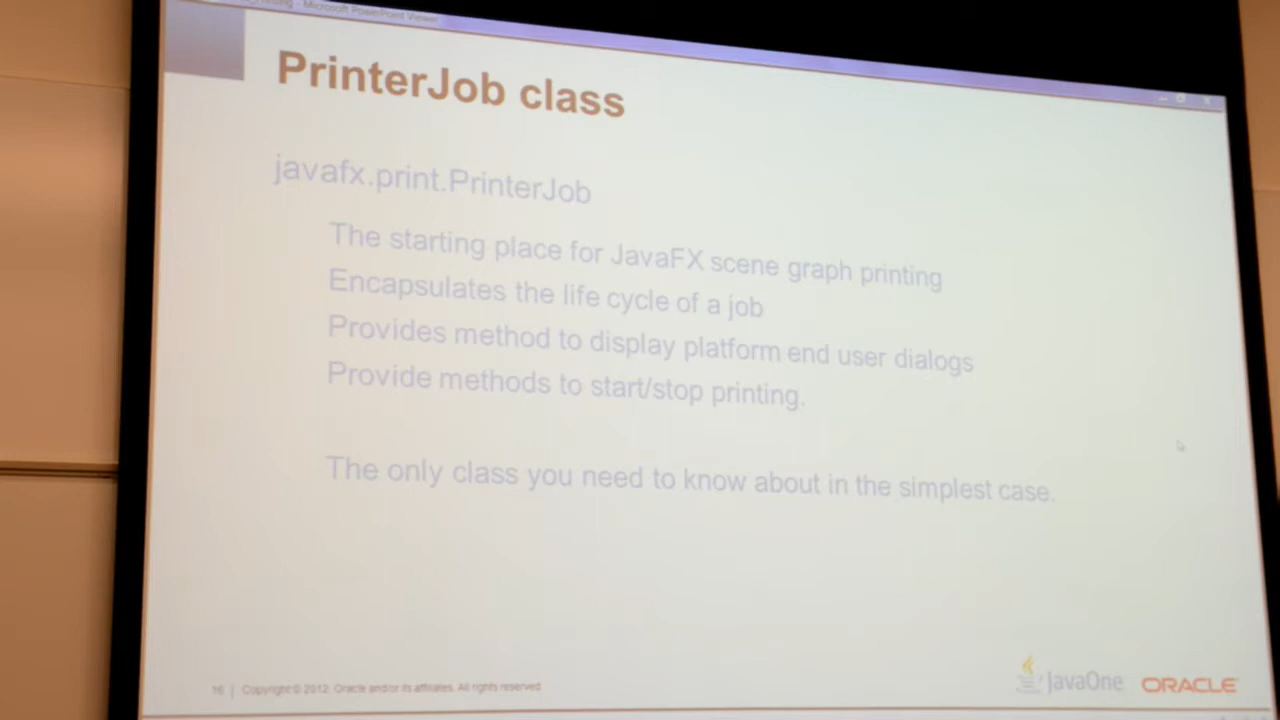 - Microsoft PowerPoint Viewer
PrinterJob class
javafx.print.PrinterJob
The starting place for JavaFX scene graph printing
Encapsulates the life cycle of a job
Provides method to display platform end user dialogs
Provide methods to start/stop printing.
The only class you need to know about in the simplest case.
16 | Copyright © 2012, Oracle and/or its affiliates. All rights reserved
JavaOne ORACLE